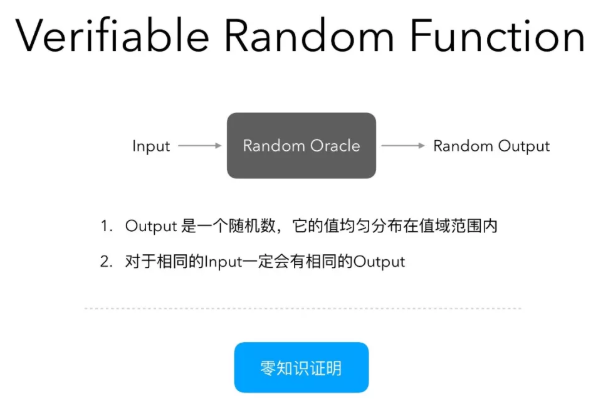 Verifiable Random Function
Input Random Oracle Random Output
1. Output 是一个随机数，它的值均匀分布在值域范围内
2. 对于相同的Input一定会有相同的Output
零知识证明